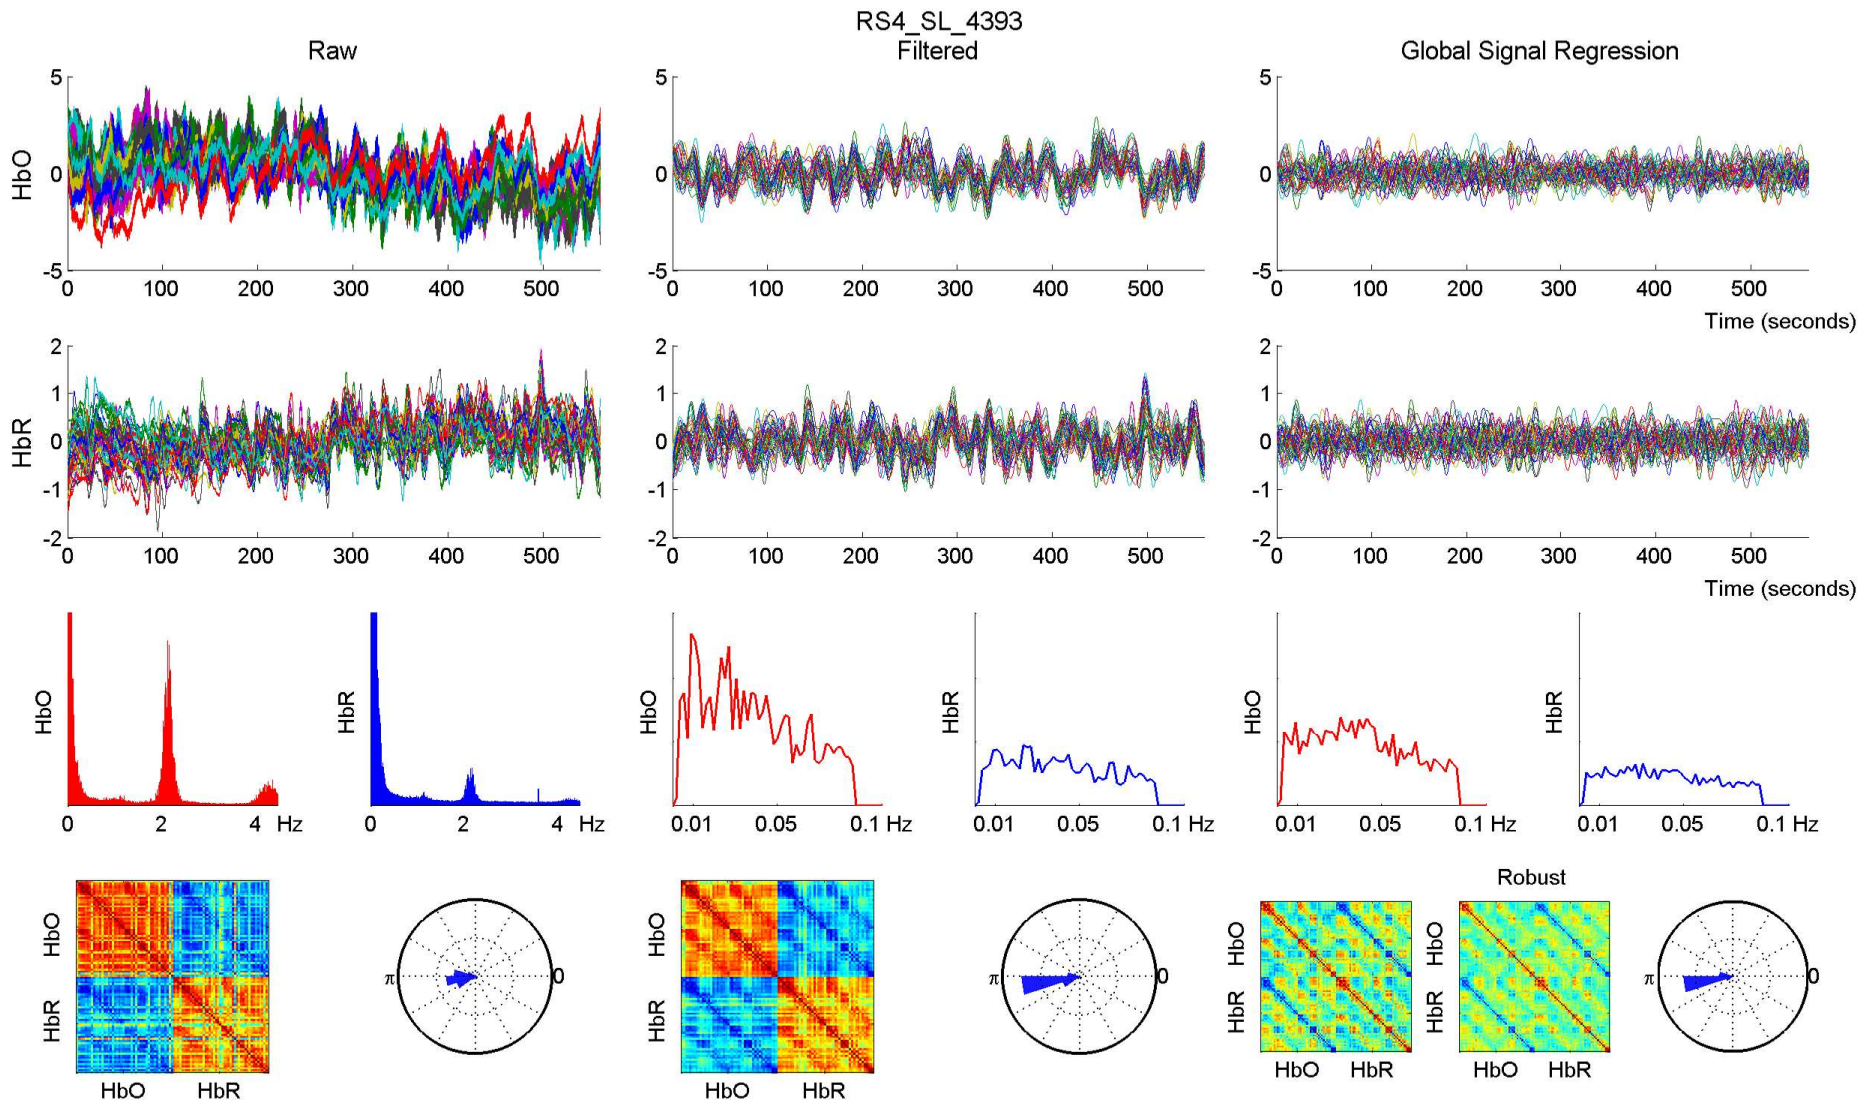 RS4_SL_4393
Raw
Filtered
Global Signal Regression
HbO
5
0
-5
0 100 200 300 400 500
5
0
-5
0 100 200 300 400 500
5
0
-5
0 100 200 300 400 500
Time (seconds)
HbR
2
1
0
-1
-2
0 100 200 300 400 500
2
1
0
-1
-2
0 100 200 300 400 500
2
1
0
-1
-2
0 100 200 300 400 500
Time (seconds)
HbO
0 2 4 Hz
HbR
0 2 4 Hz
HbO
0.01 0.05 0.1 Hz
HbR
0.01 0.05 0.1 Hz
HbO
0.01 0.05 0.1 Hz
HbR
0.01 0.05 0.1 Hz
HbO
HbR
HbO HbR
π 0
HbO
HbR
HbO HbR
π 0
HbO
HbR
HbO HbR
Robust
HbO
HbR
HbO HbR
π 0